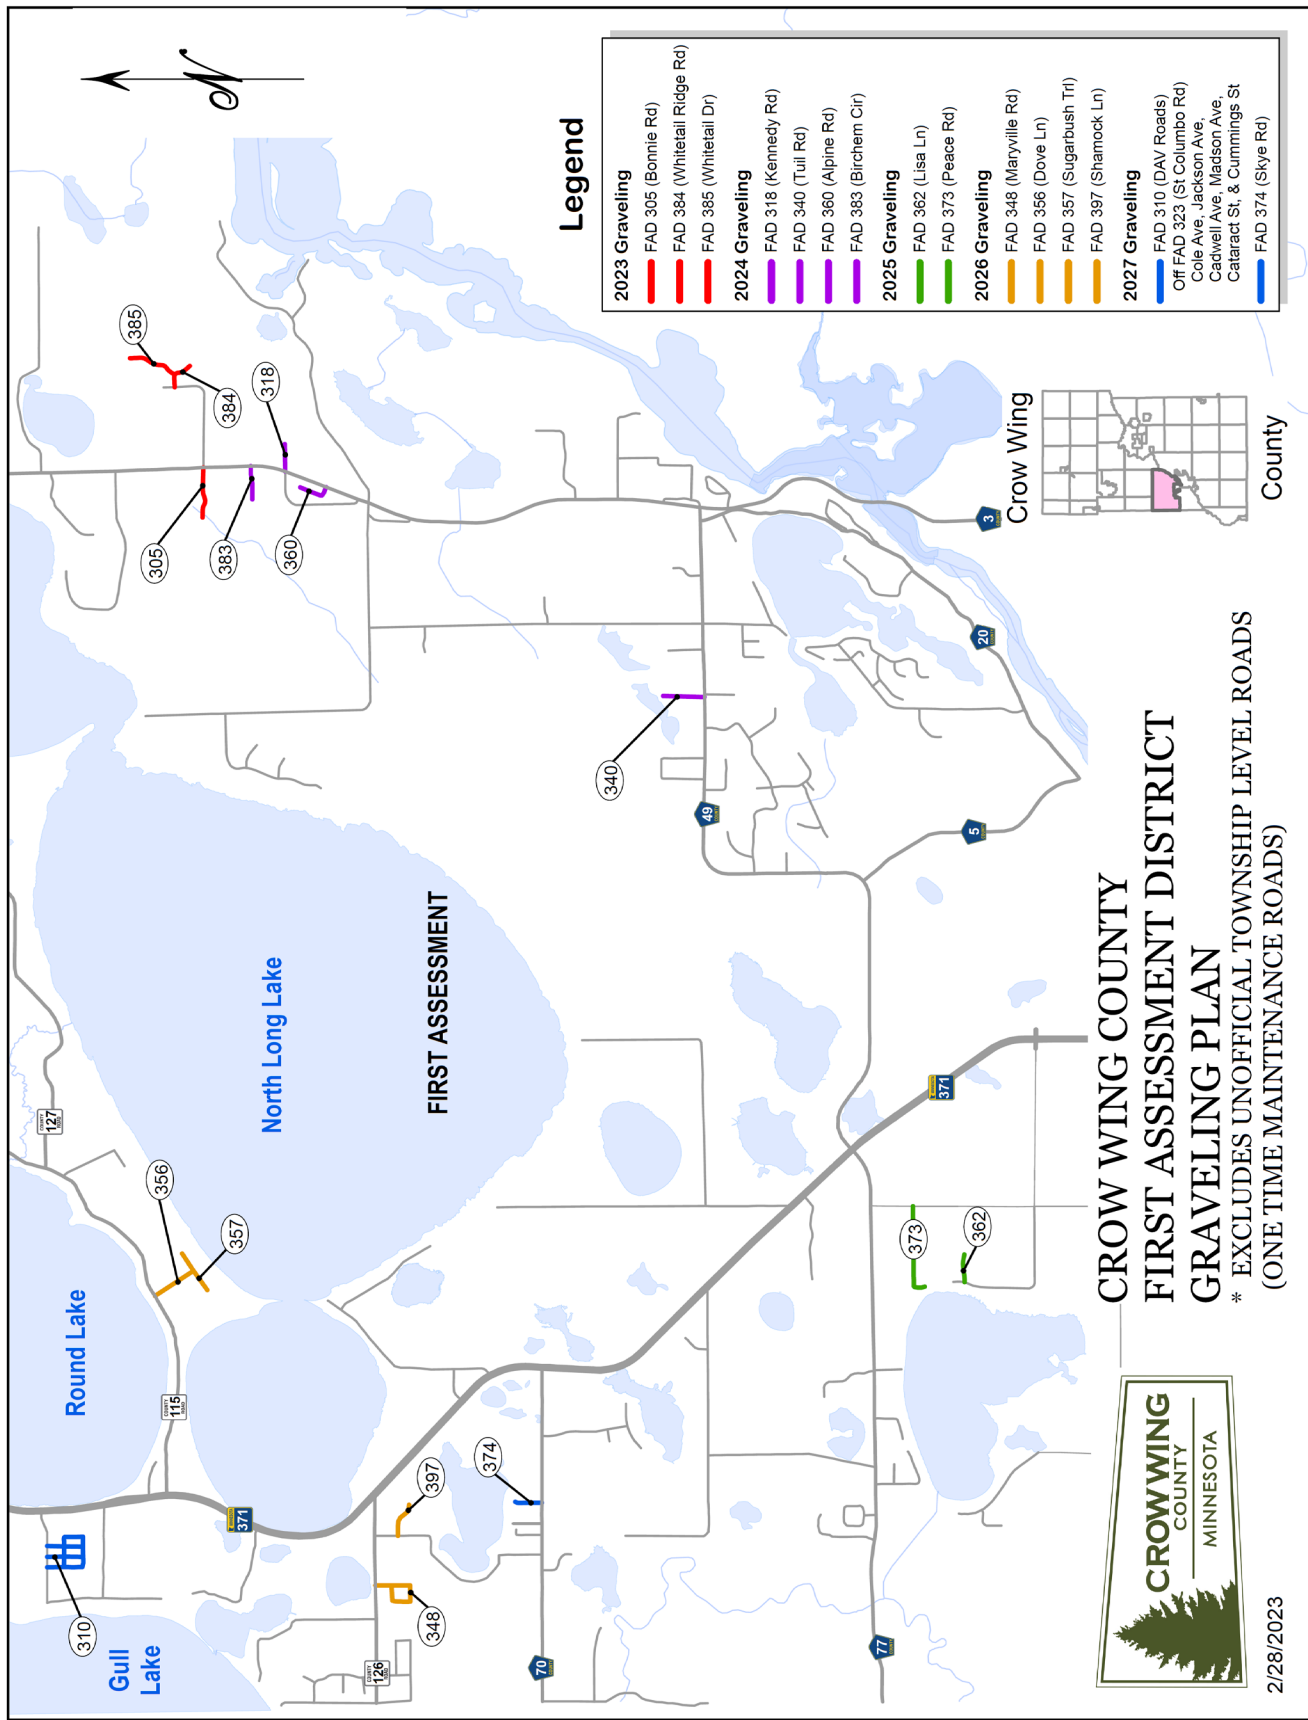 Gull
Lake
Round Lake
North Long Lake
FIRST ASSESSMENT
310
348
397
374
356
357
305
383
360
385
384
318
340
373
362
COUNTY
127
ROAD
COUNTY
115
ROAD
COUNTY
126
ROAD
371
371
70
77
49
5
20
3
N
Legend
2023 Graveling
FAD 305 (Bonnie Rd)
FAD 384 (Whitetail Ridge Rd)
FAD 385 (Whitetail Dr)
2024 Graveling
FAD 318 (Kennedy Rd)
FAD 340 (Tuil Rd)
FAD 360 (Alpine Rd)
FAD 383 (Birchem Cir)
2025 Graveling
FAD 362 (Lisa Ln)
FAD 373 (Peace Rd)
2026 Graveling
FAD 348 (Maryville Rd)
FAD 356 (Dove Ln)
FAD 357 (Sugarbush Trl)
FAD 397 (Shamock Ln)
2027 Graveling
FAD 310 (DAV Roads)
Off FAD 323 (St Columbo Rd)
Cole Ave, Jackson Ave,
Cadwell Ave, Madson Ave,
Cataract St, & Cummings St
FAD 374 (Skye Rd)
Crow Wing
County
CROW WING COUNTY
FIRST ASSESSMENT DISTRICT
GRAVELING PLAN
* EXCLUDES UNOFFICIAL TOWNSHIP LEVEL ROADS
(ONE TIME MAINTENANCE ROADS)
CROW WING
COUNTY
MINNESOTA
2/28/2023